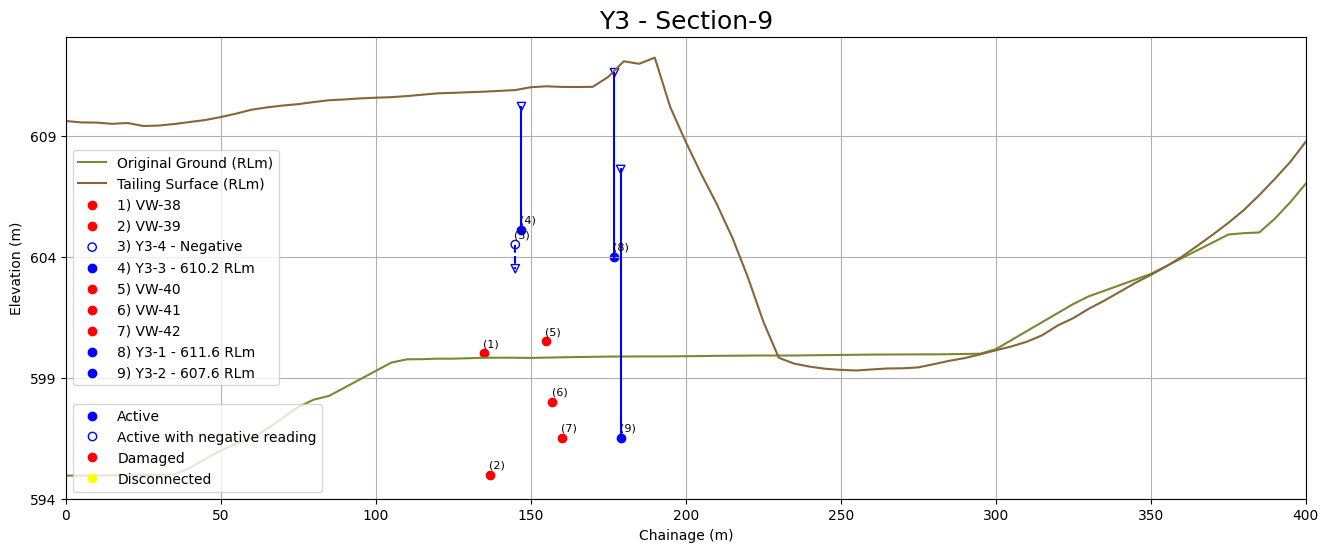 Y3 - Section-9
Elevation (m)
609
604
599
594
Original Ground (RLm)
Tailing Surface (RLm)
1) VW-38
2) VW-39
3) Y3-4 - Negative
4) Y3-3 - 610.2 RLm
5) VW-40
6) VW-41
7) VW-42
8) Y3-1 - 611.6 RLm
9) Y3-2 - 607.6 RLm
Active
Active with negative reading
Damaged
Disconnected
(4)
(3)
(8)
(1)
(5)
(6)
(7)
(9)
(2)
0 50 100 150 200 250 300 350 400
Chainage (m)